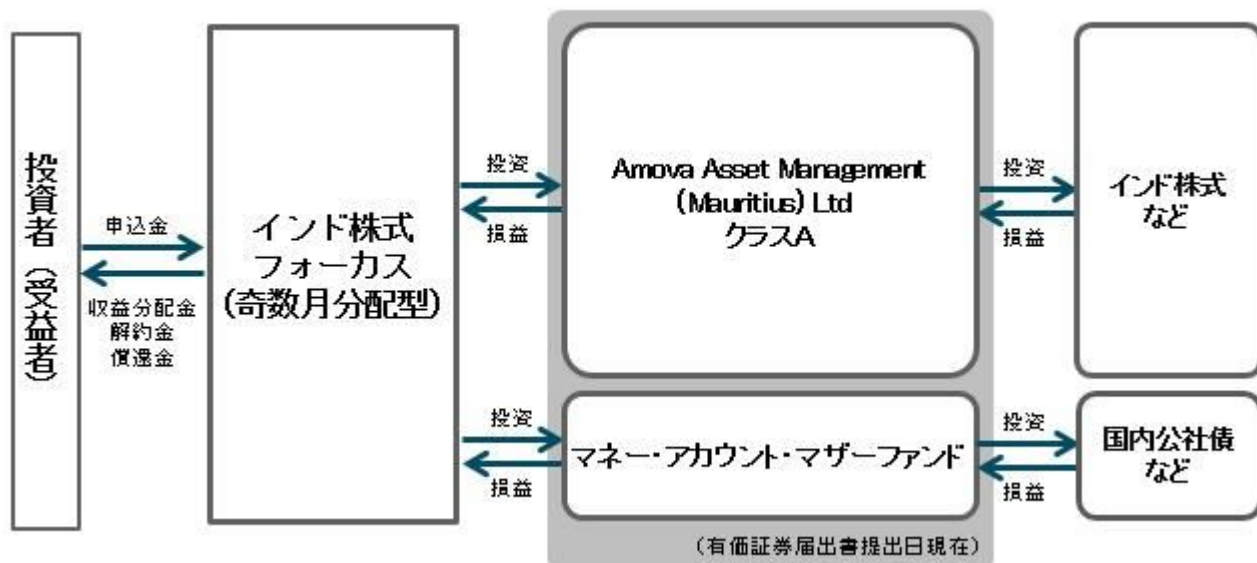 投資者（受益者）
申込金
収益分配金
解約金
償還金
インド株式
フォーカス
（奇数月分配型）
投資
損益
Amova Asset Management
(Mauritius) Ltd
クラスA
投資
損益
インド株式
など
投資
損益
マネー・アカウント・マザーファンド
投資
損益
国内公社債
など
（有価証券届出書提出日現在）